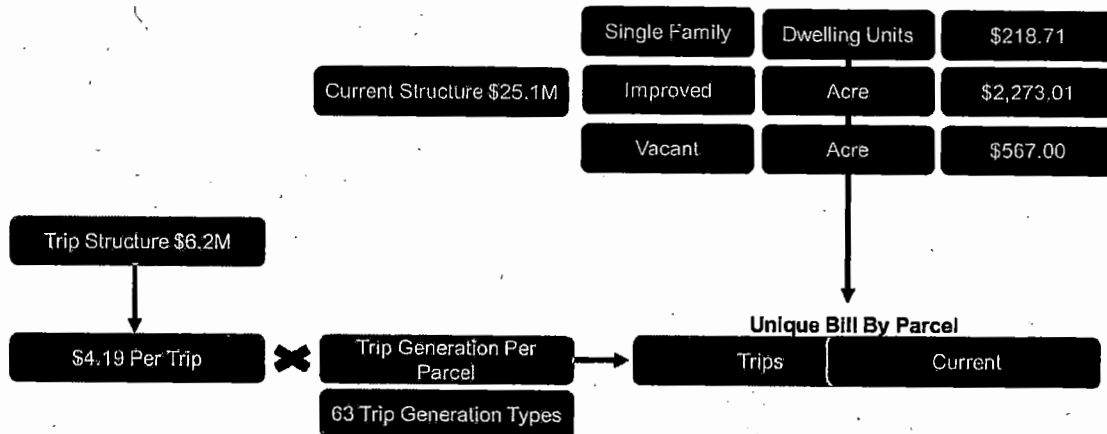 Single Family Dwelling Units $218.71
Current Structure $25.1M Improved Acre $2,273.01
Vacant Acre $567.00
Trip Structure $6.2M
Unique Bill By Parcel
$4.19 Per Trip
Trip Generation Per
Parcel
Trips Current
63 Trip Generation Types